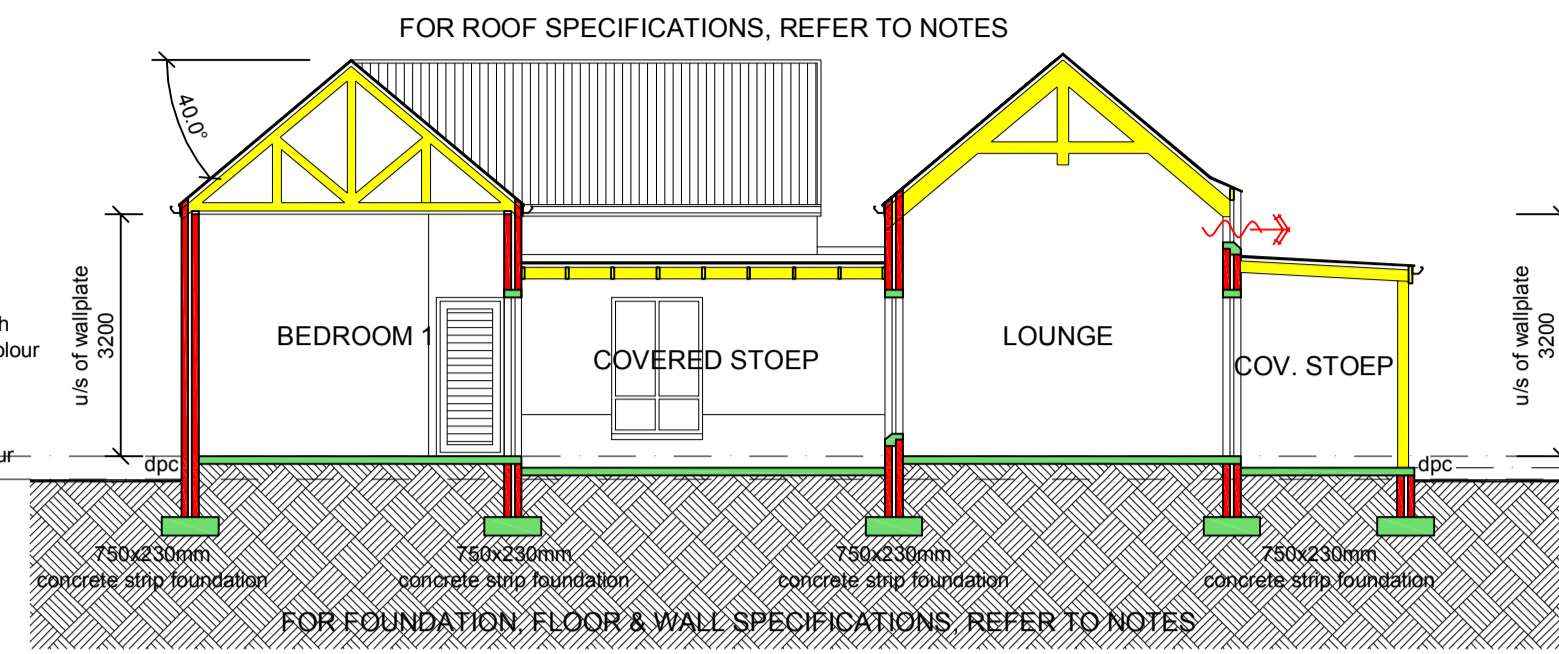 FOR ROOF SPECIFICATIONS, REFER TO NOTES
40.0°
u/s of wallplate
3200
BEDROOM 1
COVERED STOEP
LOUNGE
COV. STOEP
u/s of wallplate
3200
h
olour
ur
dpc
dpc
750x230mm
concrete strip foundation
750x230mm
concrete strip foundation
750x230mm
concrete strip foundation
750x230mm
concrete strip foundation
FOR FOUNDATION, FLOOR & WALL SPECIFICATIONS, REFER TO NOTES